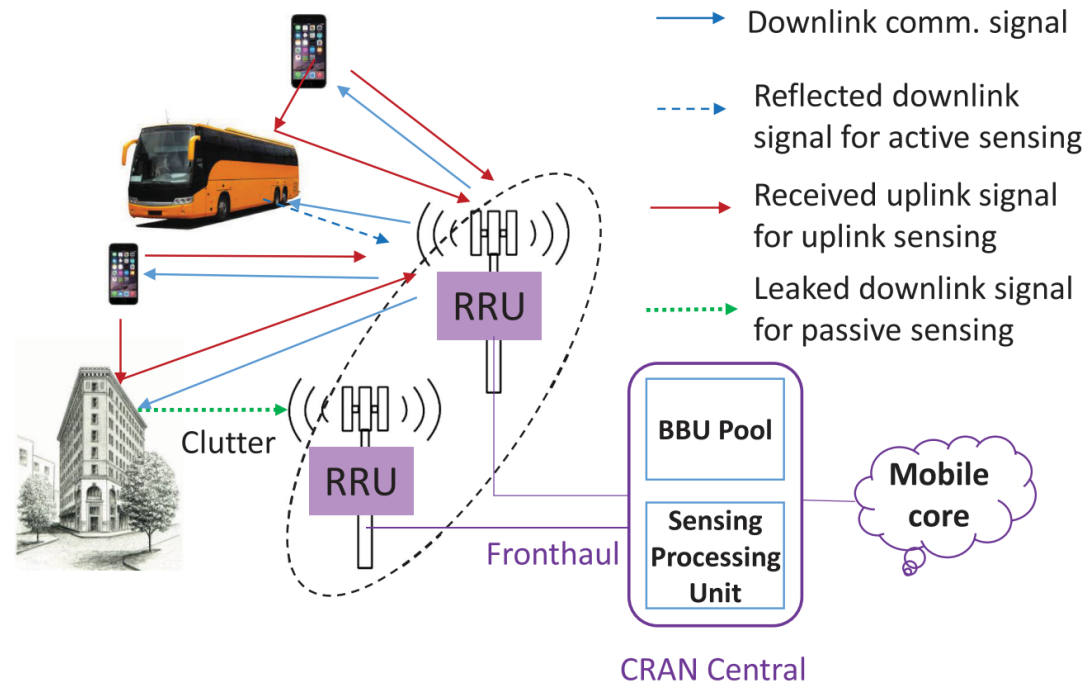 Downlink comm. signal
Reflected downlink
signal for active sensing
Received uplink signal
for uplink sensing
Leaked downlink signal
for passive sensing
RRU
Clutter
RRU
Fronthaul
BBU Pool
Sensing
Processing
Unit
Mobile
core
CRAN Central